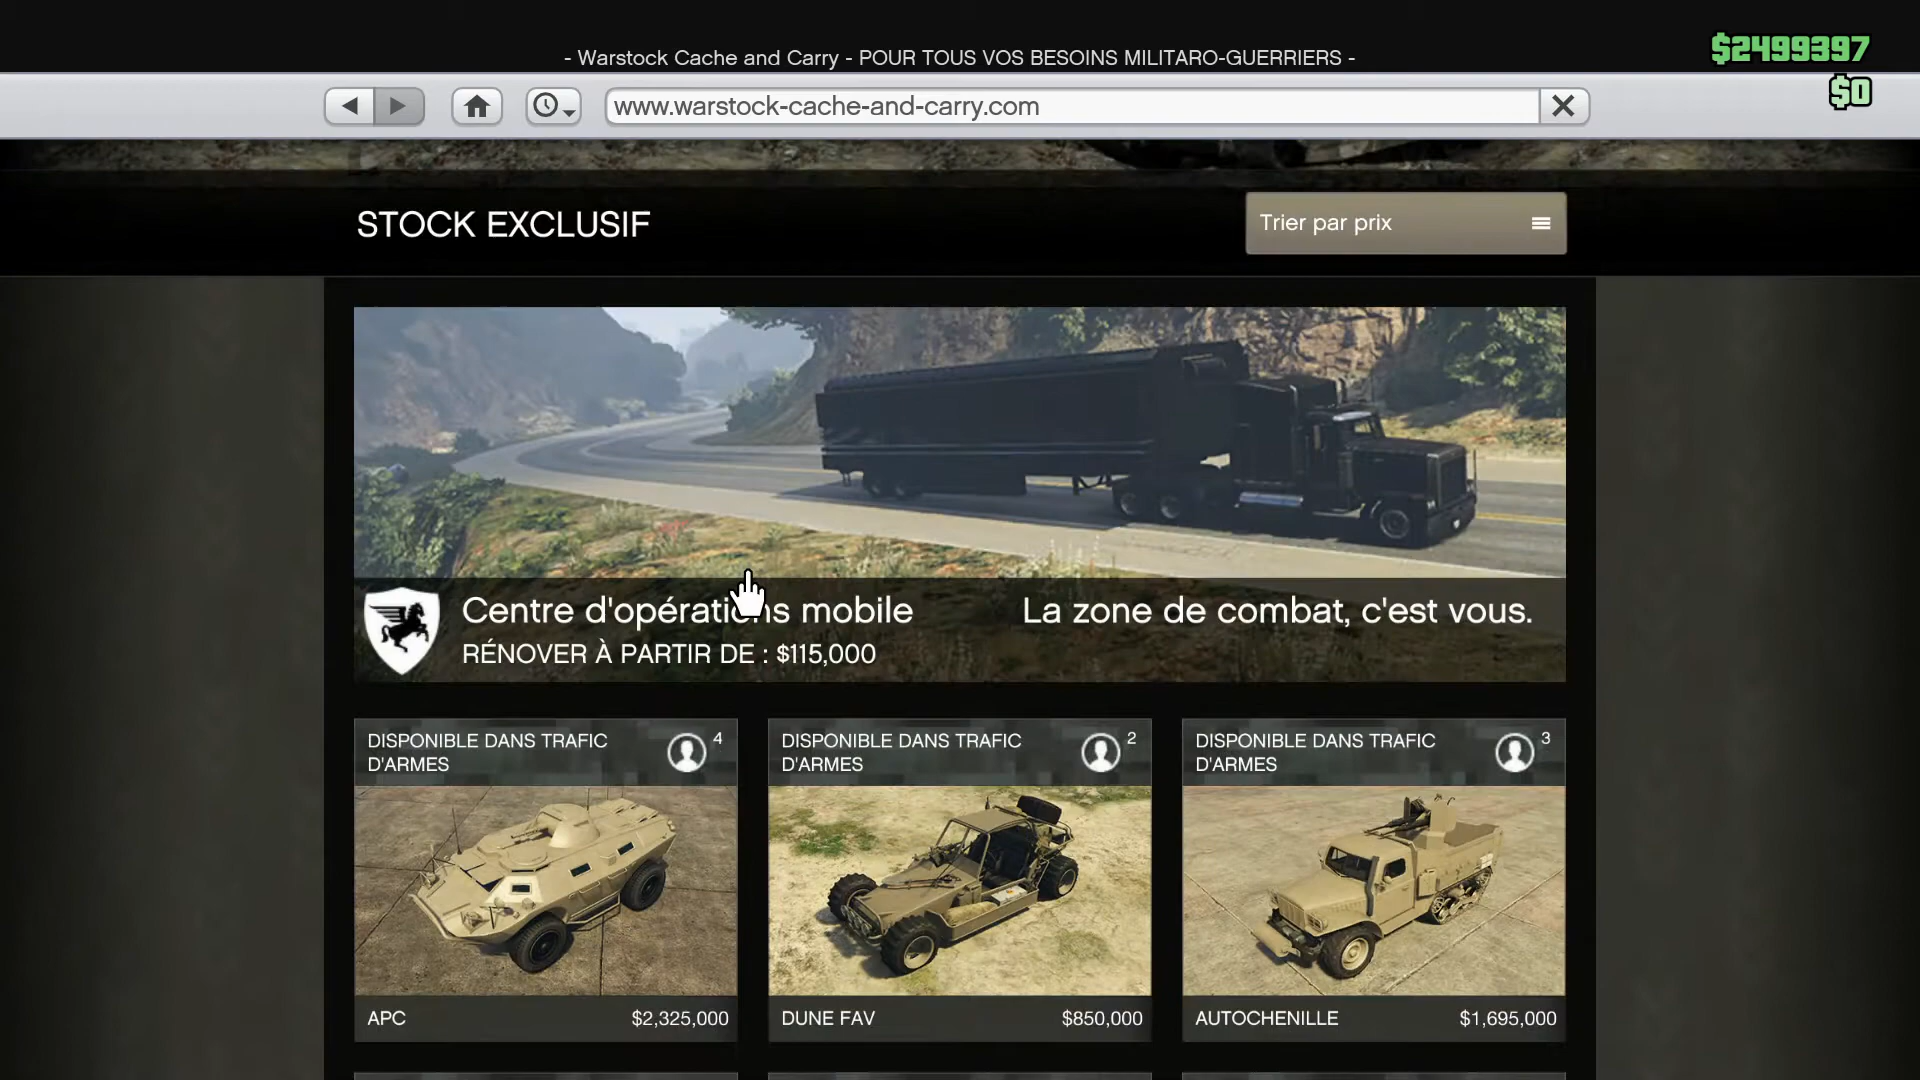 - Warstock Cache and Carry - POUR TOUS VOS BESOINS MILITARO-GUERRIERS -
$2499397
$0
www.warstock-cache-and-carry.com
STOCK EXCLUSIF
Trier par prix
Centre d'opérations mobile
La zone de combat, c'est vous.
RÉNOVER À PARTIR DE : $115,000
DISPONIBLE DANS TRAFIC
D'ARMES
4
DISPONIBLE DANS TRAFIC
D'ARMES
2
DISPONIBLE DANS TRAFIC
D'ARMES
3
APC
$2,325,000
DUNE FAV
$850,000
AUTOCHENILLE
$1,695,000